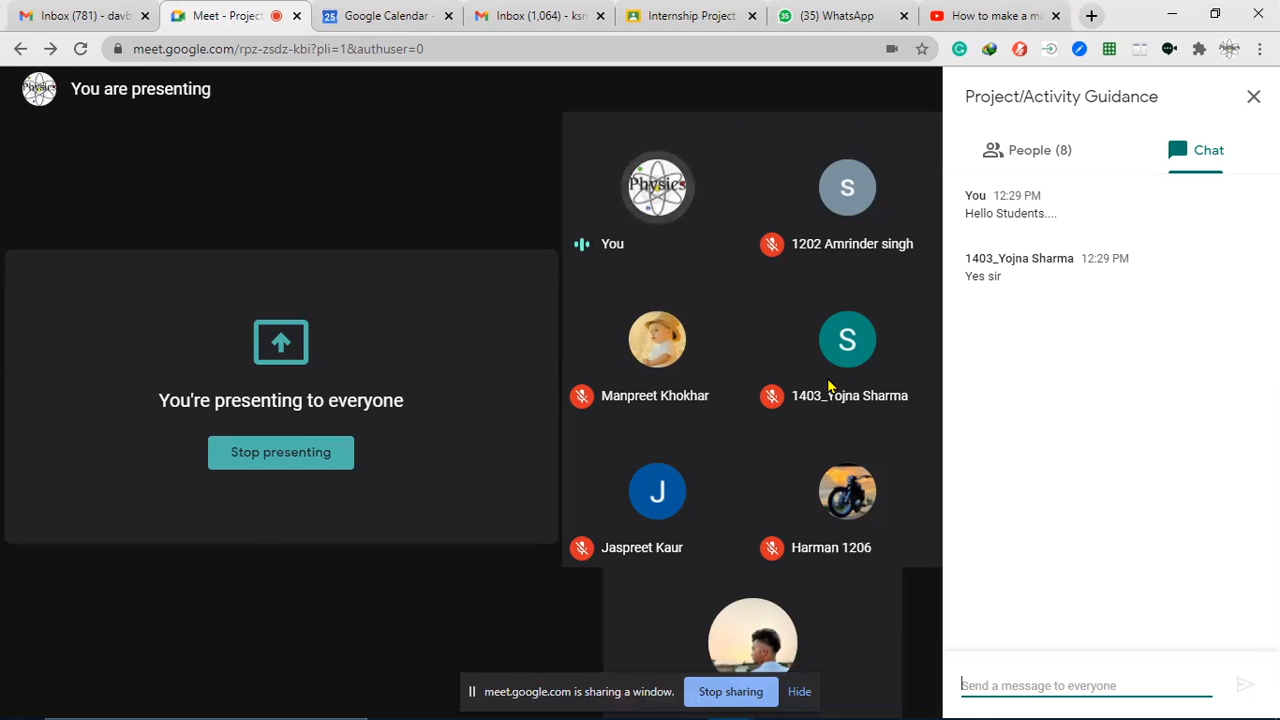 Inbox (781) - davb
Meet - Project
Google Calendar -
Inbox (1,064) - ksr
Internship Project
(35) WhatsApp
How to make a m
meet.google.com/rpz-zsdz-kbi?pli=1&authuser=0
Physics
You are presenting
Project/Activity Guidance
People (8)
Chat
You 12:29 PM
Hello Students....
1403_Yojna Sharma 12:29 PM
Yes sir
Physics
You
s
1202 Amrinder singh
Manpreet Khokhar
S
1403_Yojna Sharma
You're presenting to everyone
Stop presenting
J
Jaspreet Kaur
Harman 1206
meet.google.com is sharing a window.
Stop sharing
Hide
Send a message to everyone